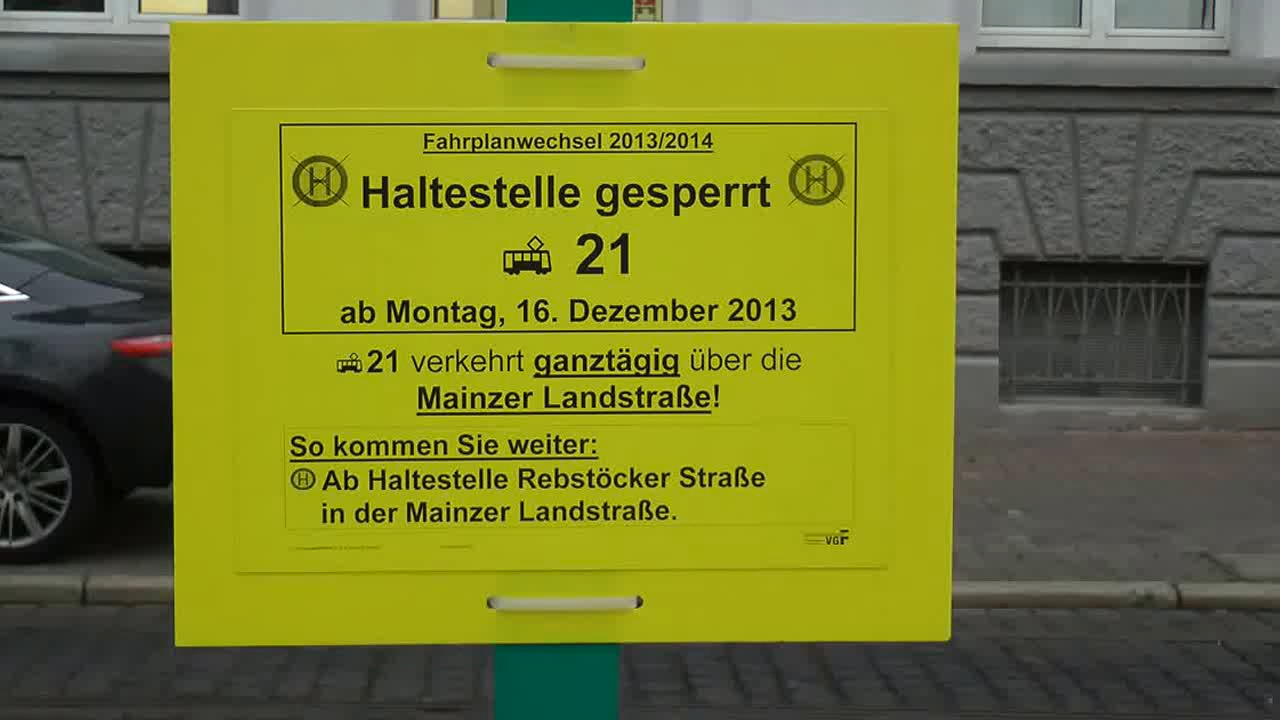 Fahrplanwechsel 2013/2014
H Haltestelle gesperrt H
21
ab Montag, 16. Dezember 2013
21 verkehrt ganztägig über die
Mainzer Landstraße!
So kommen Sie weiter:
H Ab Haltestelle Rebstöcker Straße
in der Mainzer Landstraße.
VGF